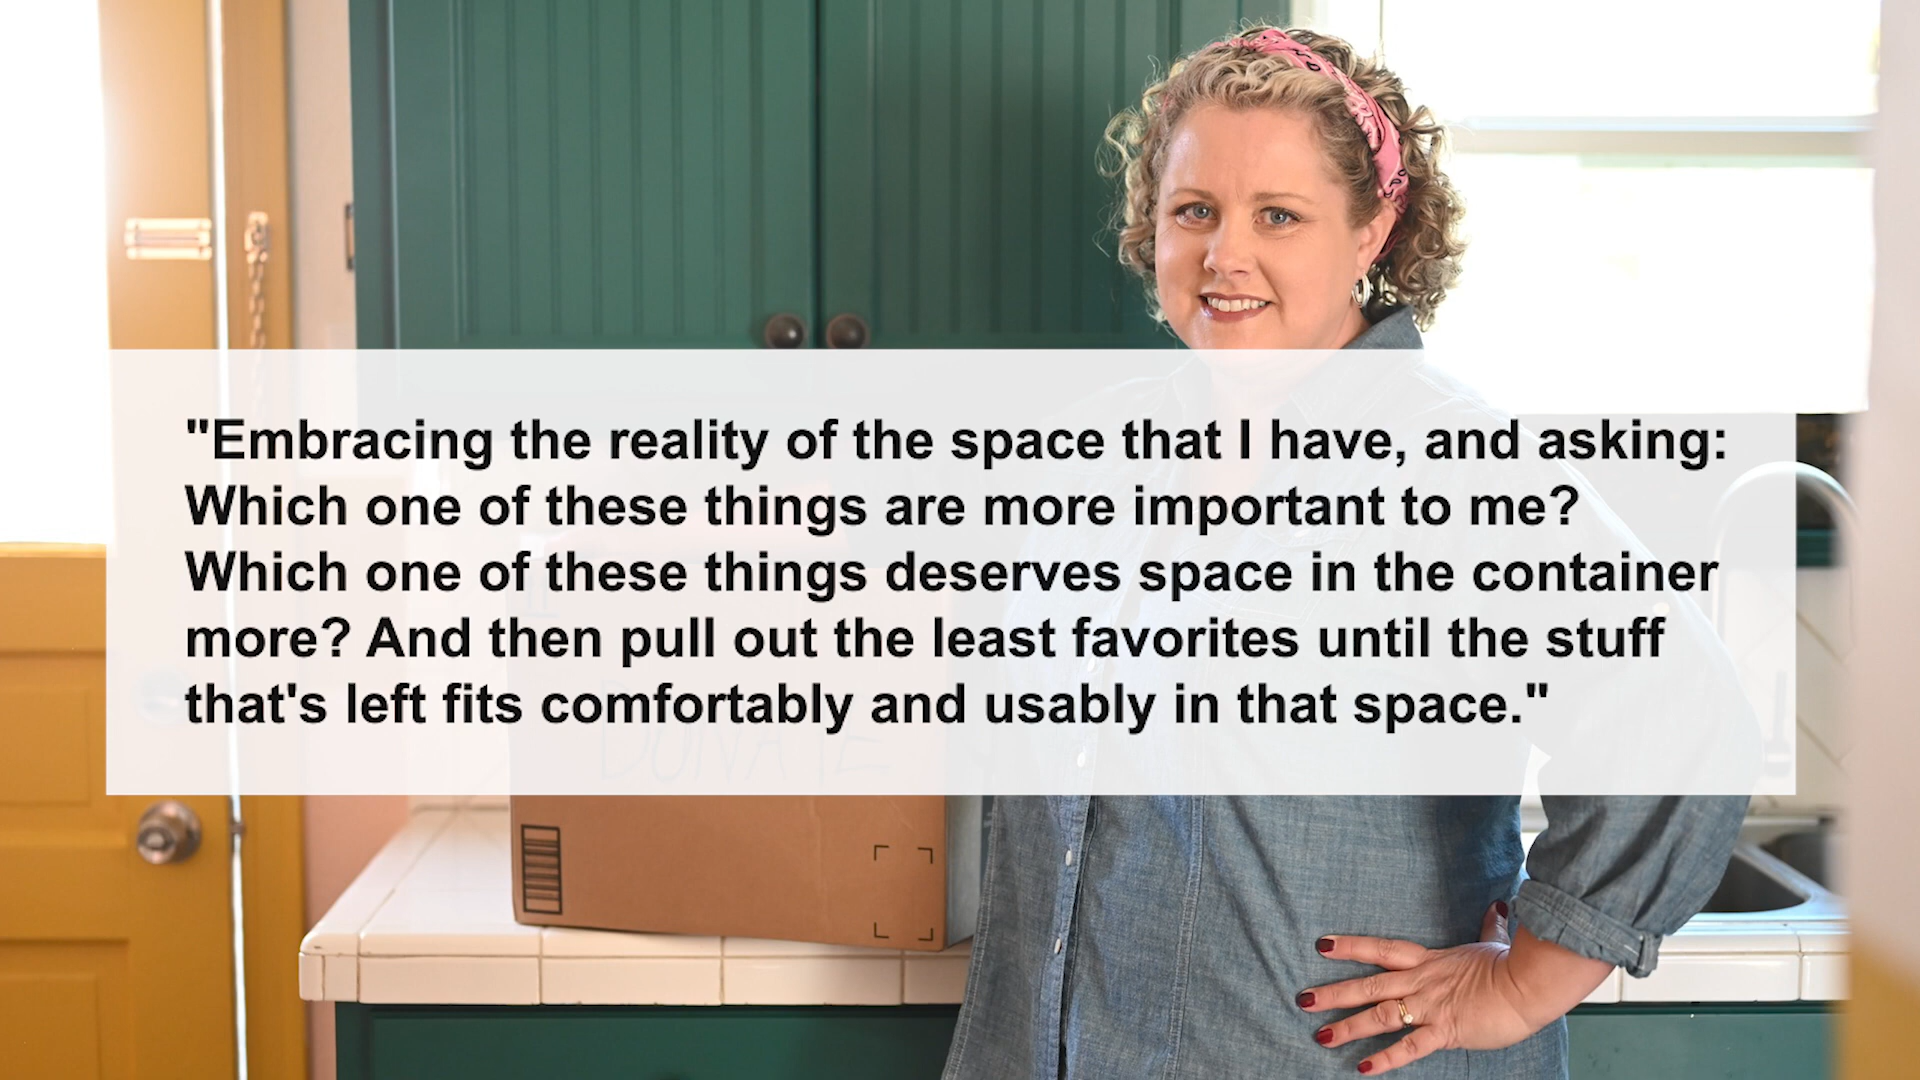 "Embracing the reality of the space that I have, and asking:
Which one of these things are more important to me?
Which one of these things deserves space in the container
more? And then pull out the least favorites until the stuff
that's left fits comfortably and usably in that space."
DONATE